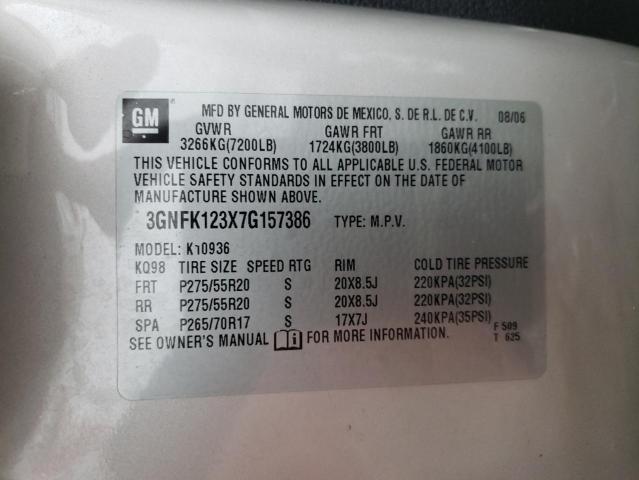 GM
MFD BY GENERAL MOTORS DE MEXICO, S. DE R.L. DE C.V. 08/06
GVWR GAWR FRT GAWR RR
3266KG(7200LB) 1724KG(3800LB) 1860KG(4100LB)
THIS VEHICLE CONFORMS TO ALL APPLICABLE U.S. FEDERAL MOTOR
VEHICLE SAFETY STANDARDS IN EFFECT ON THE DATE OF
MANUFACTURE SHOWN ABOVE.
3GNFK123X7G157386 TYPE: M.P.V.
MODEL: K10936
KQ98 TIRE SIZE SPEED RTG RIM COLD TIRE PRESSURE
FRT P275/55R20 S 20X8.5J 220KPA(32PSI)
RR P275/55R20 S 20X8.5J 220KPA(32PSI)
SPA P265/70R17 S 17X7J 240KPA(35PSI)
F 509
SEE OWNER'S MANUAL i FOR MORE INFORMATION.
T 625